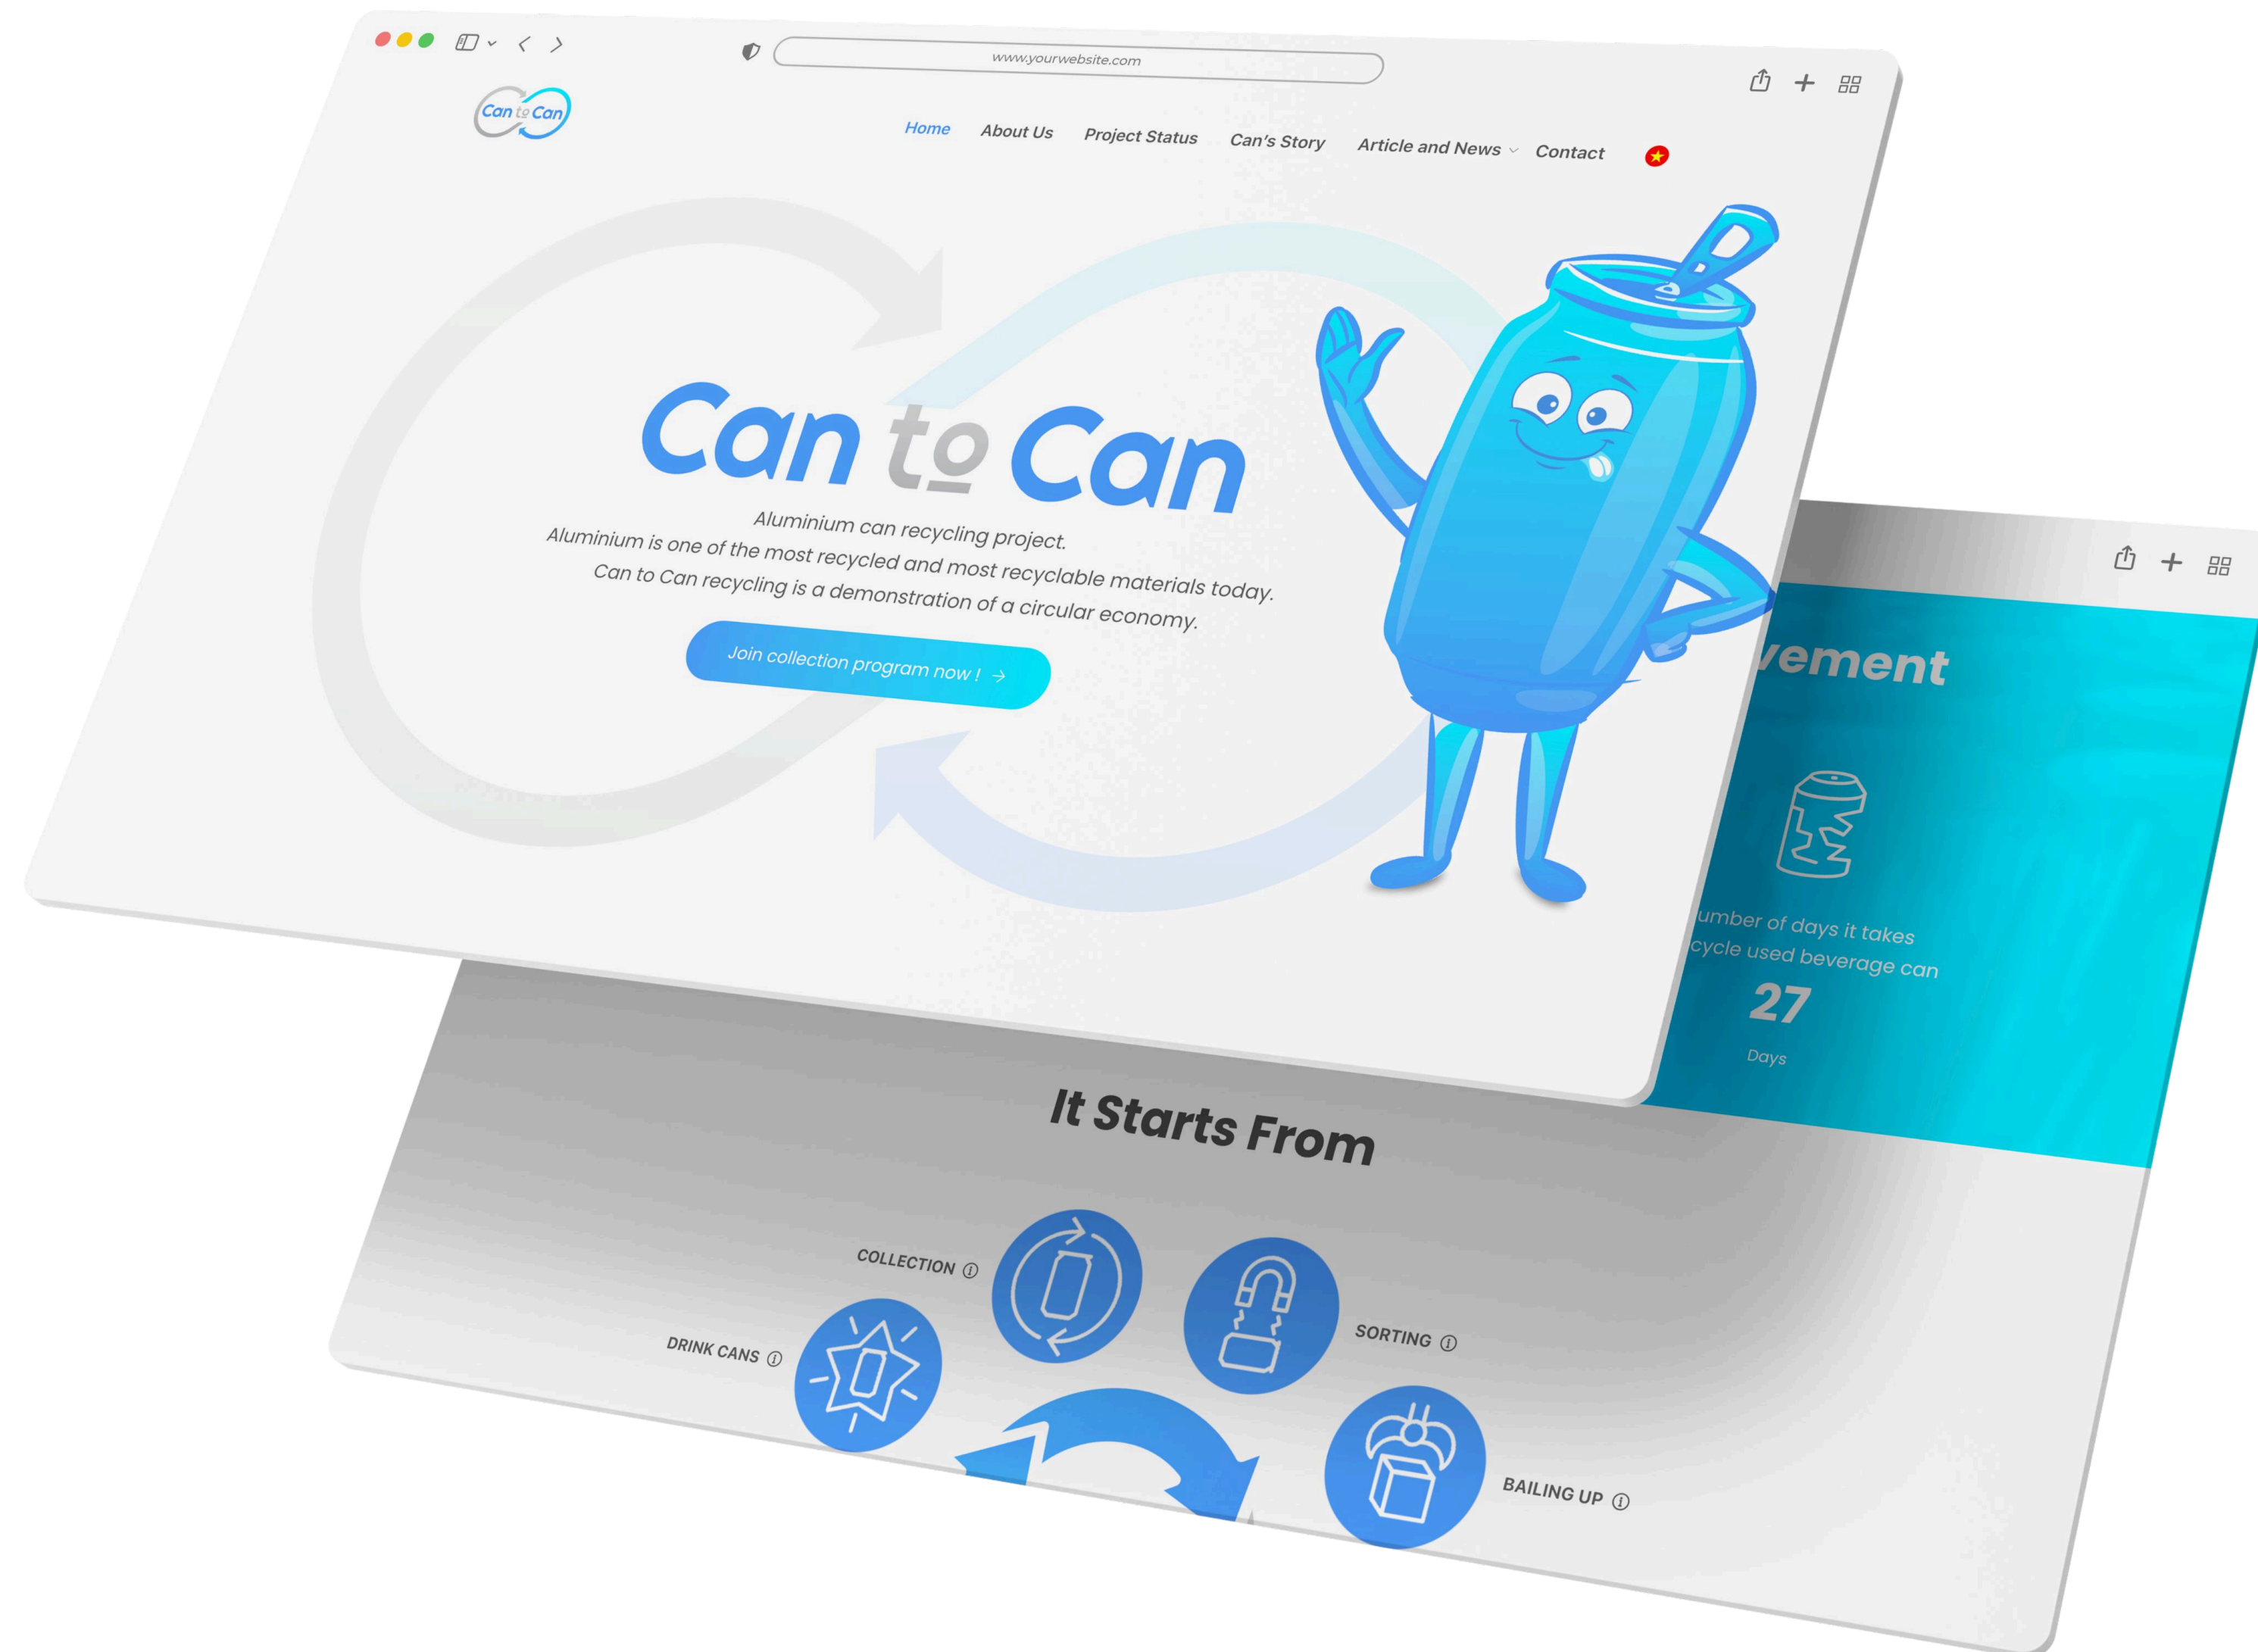 www.yourwebsite.com
Can to Can
Home
About Us
Project Status
Can's Story
Article and News
Contact
Can to Can
Aluminium can recycling project.
Aluminium is one of the most recycled and most recyclable materials today.
Can to Can recycling is a demonstration of a circular economy.
Join collection program now !
vement
umber of days it takes
cycle used beverage can
27
Days
It Starts From
COLLECTION
SORTING
DRINK CANS
BAILING UP